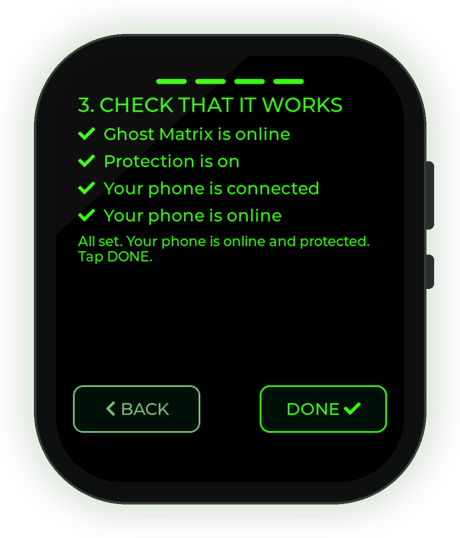 3. CHECK THAT IT WORKS
Ghost Matrix is online
Protection is on
Your phone is connected
Your phone is online
All set. Your phone is online and protected.
Tap DONE.
BACK
DONE